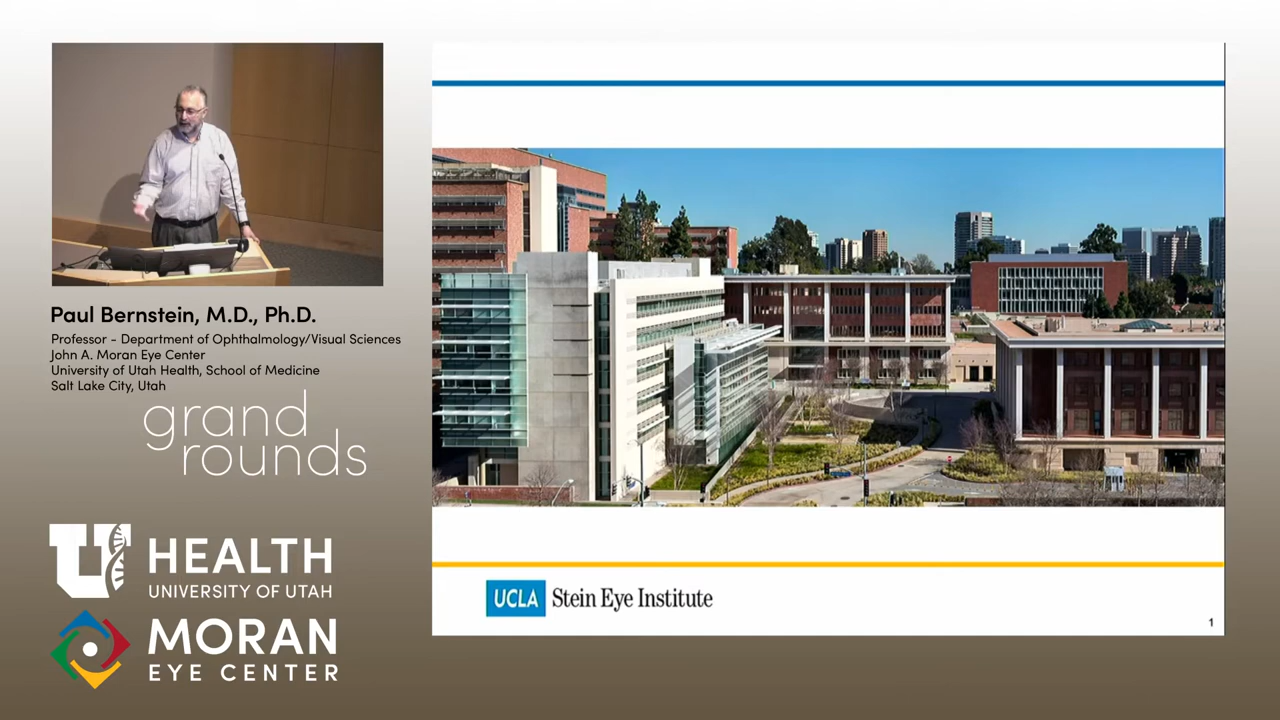 Paul Bernstein, M.D., Ph.D.
Professor - Department of Ophthalmology/Visual Sciences
John A. Moran Eye Center
University of Utah Health, School of Medicine
Salt Lake City, Utah
grand
rounds
U HEALTH
UNIVERSITY OF UTAH
MORAN
EYE CENTER
UCLA Stein Eye Institute
1